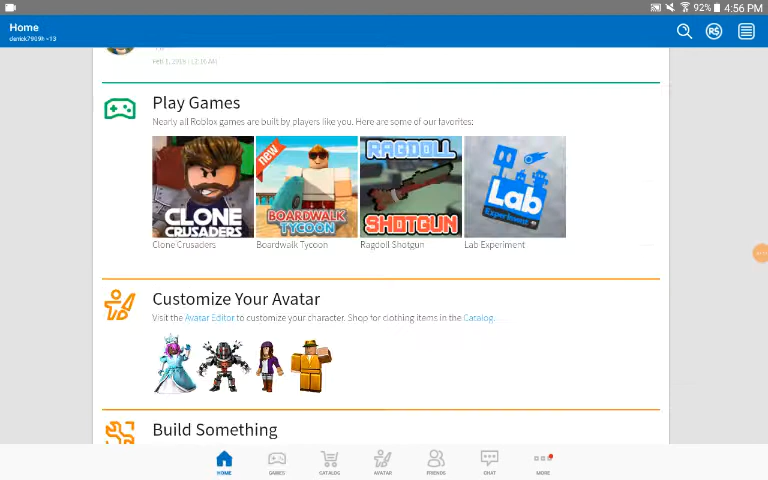 92% 4:56 PM
Home
derrick7909h <13
R$
Play Games
Nearly all Roblox games are built by players like you. Here are some of our favorites:
CLONE CRUSADERS
new
BOARDWALK TYCOON
RAGDOLL SHOTGUN
Lab Experiment
Clone Crusaders
Boardwalk Tycoon
Ragdoll Shotgun
Lab Experiment
Customize Your Avatar
Visit the Avatar Editor to customize your character. Shop for clothing items in the Catalog.
Build Something
HOME GAMES CATALOG AVATAR FRIENDS CHAT MORE